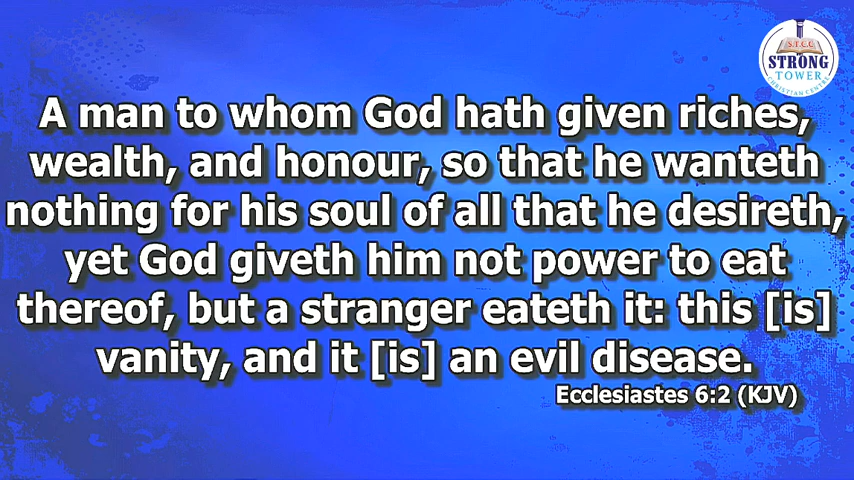 S.T.C.C
STRONG
TOWER
CHRISTIAN CENTRE
A man to whom God hath given riches,
wealth, and honour, so that he wanteth
nothing for his soul of all that he desireth,
yet God giveth him not power to eat
thereof, but a stranger eateth it: this [is]
vanity, and it [is] an evil disease.
Ecclesiastes 6:2 (KJV)